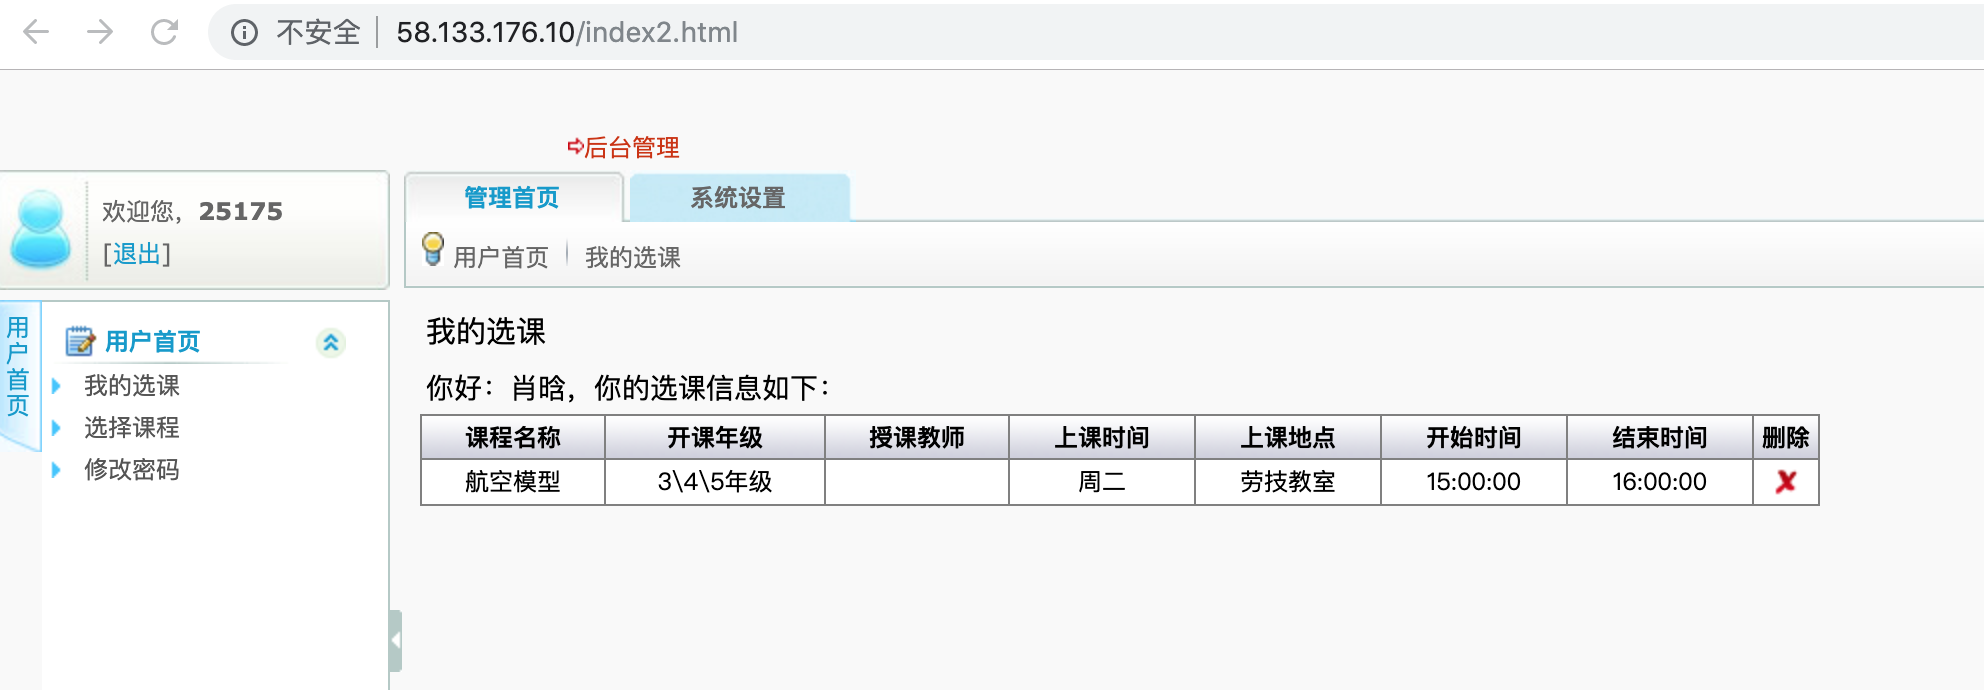 不安全 58.133.176.10/index2.html
后台管理
欢迎您，25175
[退出]
管理首页 系统设置
用户首页 我的选课
用户首页
用户首页
我的选课
选择课程
修改密码
我的选课
你好：肖晗，你的选课信息如下：
课程名称 开课年级 授课教师 上课时间 上课地点 开始时间 结束时间 删除
航空模型 3\4\5年级 周二 劳技教室 15:00:00 16:00:00